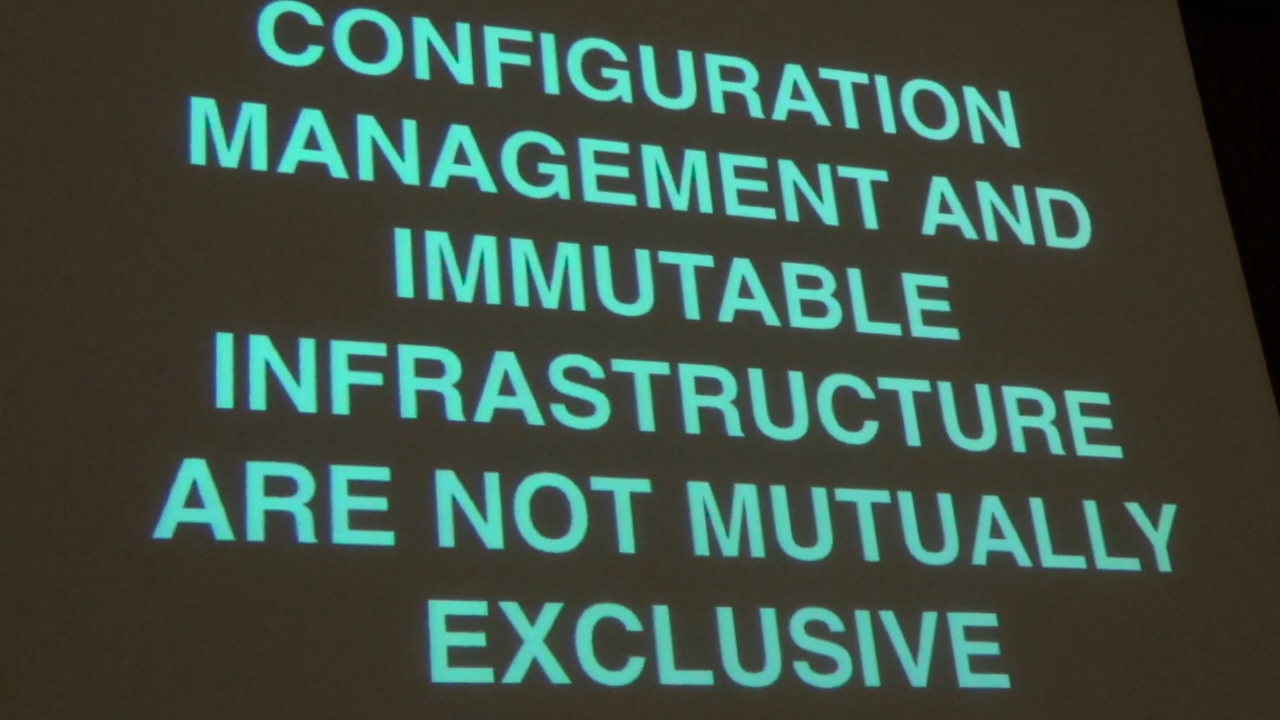 CONFIGURATION
MANAGEMENT AND
IMMUTABLE
INFRASTRUCTURE
ARE NOT MUTUALLY
EXCLUSIVE